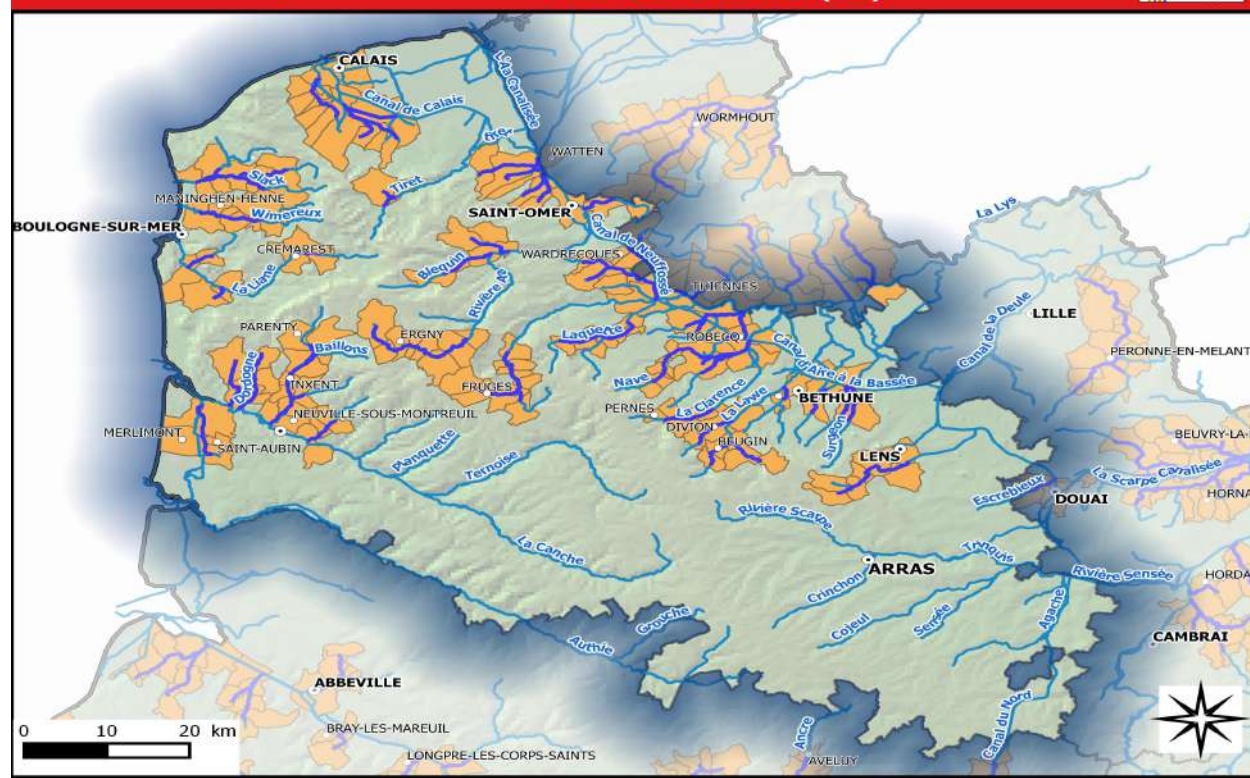 CALAIS
L'Aa Canalisée
Canal de Calais
WORMHOUT
WATTEN
Slack
Tiret
MANINGHEN-HENNE
Wimereux
SAINT-OMER
La Lys
BOULOGNE-SUR-MER
CREMAREST
WARDRECQUES
Canal de Neuffossé
Bléquin
La Liane
Rivière Aa
THIENNES
Canal de la Deule
LILLE
PARENTY
ERGNY
Laquette
ROBECQ
Baillons
PERONNE-EN-MELANT
Dordogne
INXENT
FRUGES
Nave
Canal d'Aire à la Bassée
La Clarence
La Lawe
BETHUNE
NEUVILLE-SOUS-MONTREUIL
PERNES
DIVION
MERLIMONT
SAINT-AUBIN
BEUGIN
Surgeon
BEUVRY-LA-
Planquette
LENS
Ternoise
La Scarpe Canalisée
Escrebieux
DOUAI
HORNA
Rivière Scarpe
La Canche
Trinquis
ARRAS
Rivière Sensée
HORDA
Crinchon
Agache
Grouche
Cojeul
Sensée
Authie
CAMBRAI
ABBEVILLE
Canal du Nord
BRAY-LES-MAREUIL
Ancre
0 10 20 km
LONGPRE-LES-CORPS-SAINTS
AVELUY